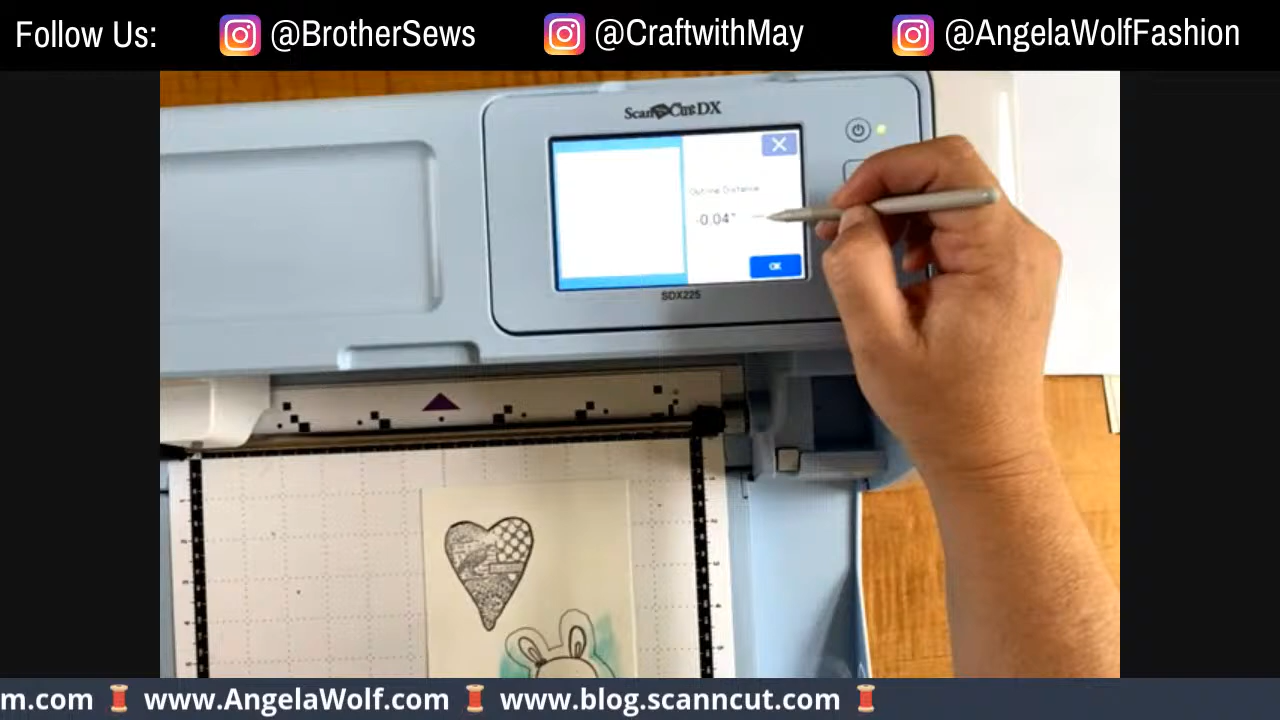 Follow Us: @BrotherSews @CraftwithMay @AngelaWolfFashion
ScanNCut DX
Outline Distance
-0.04"
OK
SDX225
m.com www.AngelaWolf.com www.blog.scanncut.com